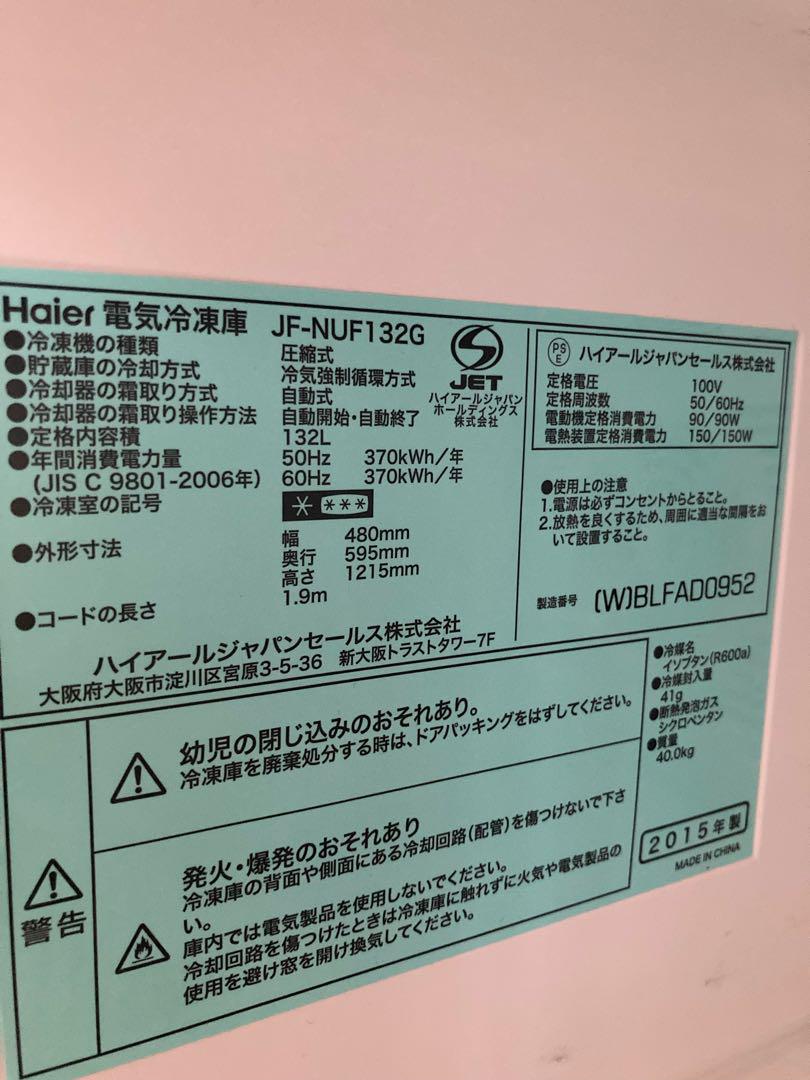 Haier 電気冷凍庫 JF-NUF132G
●冷凍機の種類 圧縮式
●貯蔵庫の冷却方式 冷気強制循環方式
●冷却器の霜取り方式 自動式
●冷却器の霜取り操作方法 自動開始・自動終了
●定格内容積 132L
●年間消費電力量 50Hz 370kWh/年
(JIS C 9801-2006年) 60Hz 370kWh/年
●冷凍室の記号 * ***
●外形寸法 幅 480mm
奥行 595mm
高さ 1215mm
●コードの長さ 1.9m
JET
ハイアールジャパン
ホールディングス
株式会社
PS
E
ハイアールジャパンセールス株式会社
定格電圧 100V
定格周波数 50/60Hz
電動機定格消費電力 90/90W
電熱装置定格消費電力 150/150W
●使用上の注意
1.電源は必ずコンセントからとること。
2.放熱を良くするため、周囲に適当な間隔をお
いて設置すること。
製造番号 (W)BLFAD0952
ハイアールジャパンセールス株式会社
大阪府大阪市淀川区宮原3-5-36 新大阪トラストタワー7F
警告
幼児の閉じ込みのおそれあり。
冷凍庫を廃棄処分する時は、ドアパッキングをはずしてください。
発火・爆発のおそれあり
冷凍庫の背面や側面にある冷却回路(配管)を傷つけないで下さ
い。
庫内では電気製品を使用しないでください。
冷却回路を傷つけたときは冷凍庫に触れずに火気や電気製品の
使用を避け窓を開け換気してください。
●冷媒名
イソブタン(R600a)
●冷媒封入量
41g
●断熱発泡ガス
シクロペンタン
●質量
40.0kg
2015年製
MADE IN CHINA